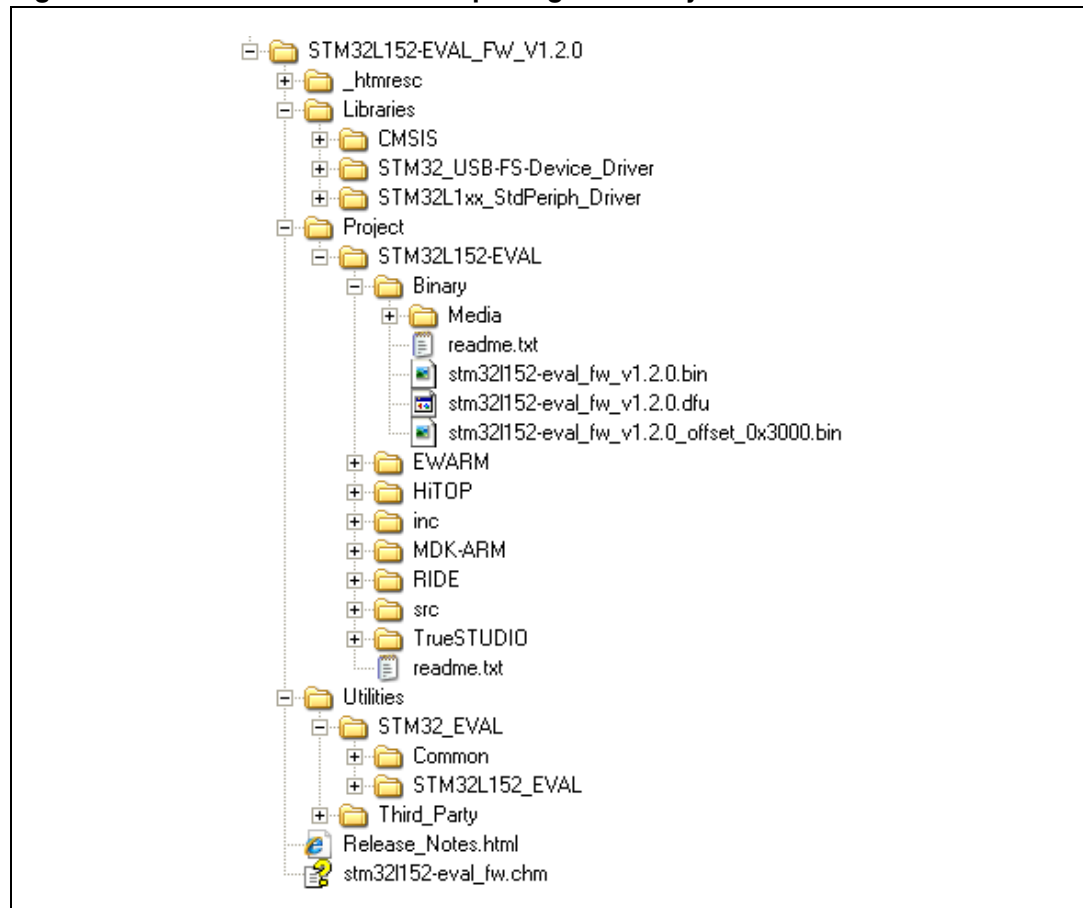 STM32L152-EVAL_FW_V1.2.0
_htmresc
Libraries
CMSIS
STM32_USB-FS-Device_Driver
STM32L1xx_StdPeriph_Driver
Project
STM32L152-EVAL
Binary
Media
readme.txt
stm32l152-eval_fw_v1.2.0.bin
stm32l152-eval_fw_v1.2.0.dfu
stm32l152-eval_fw_v1.2.0_offset_0x3000.bin
EWARM
HiTOP
inc
MDK-ARM
RIDE
src
TrueSTUDIO
readme.txt
Utilities
STM32_EVAL
Common
STM32L152_EVAL
Third_Party
Release_Notes.html
stm32l152-eval_fw.chm